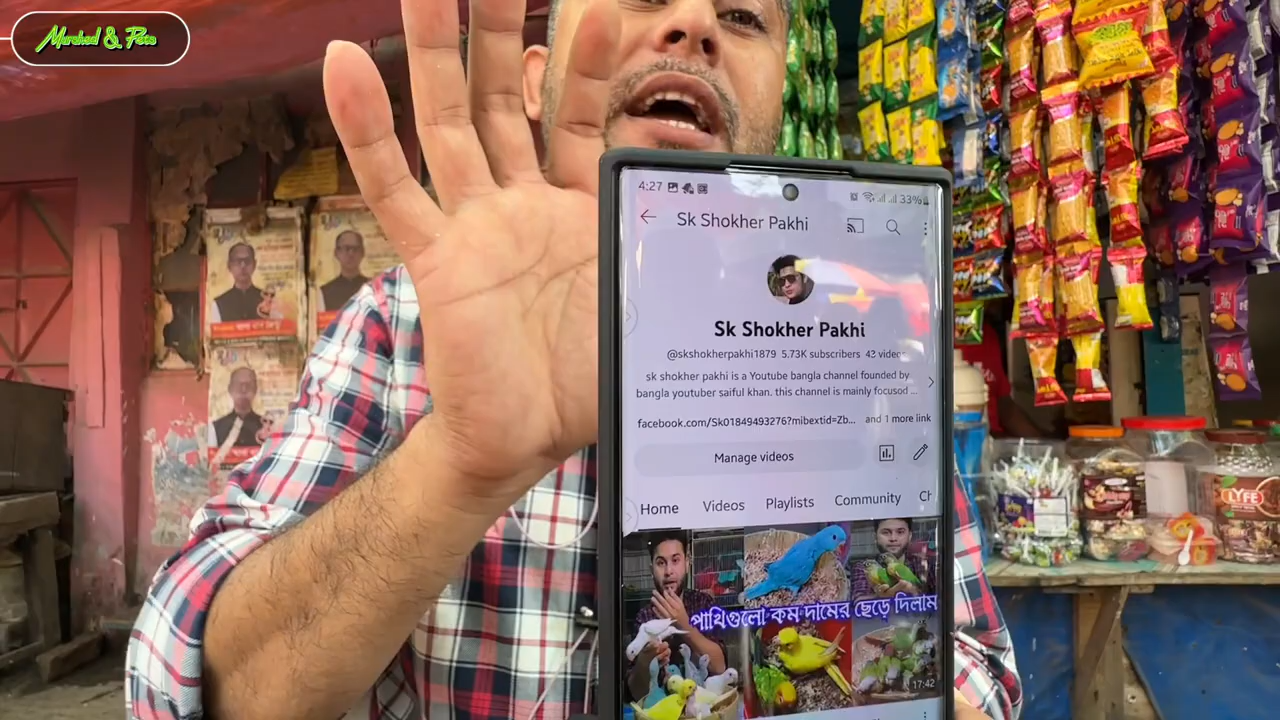 Marshed & Pets
4:27
33%
Sk Shokher Pakhi
Sk Shokher Pakhi
@skshokherpakhi1879 5.73K subscribers 43 videos
sk shokher pakhi is a Youtube bangla channel founded by
bangla youtuber saiful khan. this channel is mainly focusod ...
facebook.com/Sk01849493276?mibextid=Zb... and 1 more link
Manage videos
Home Videos Playlists Community Ch
পাখিগুলো কম দামের ছেড়ে দিলাম
17:42
LYFE